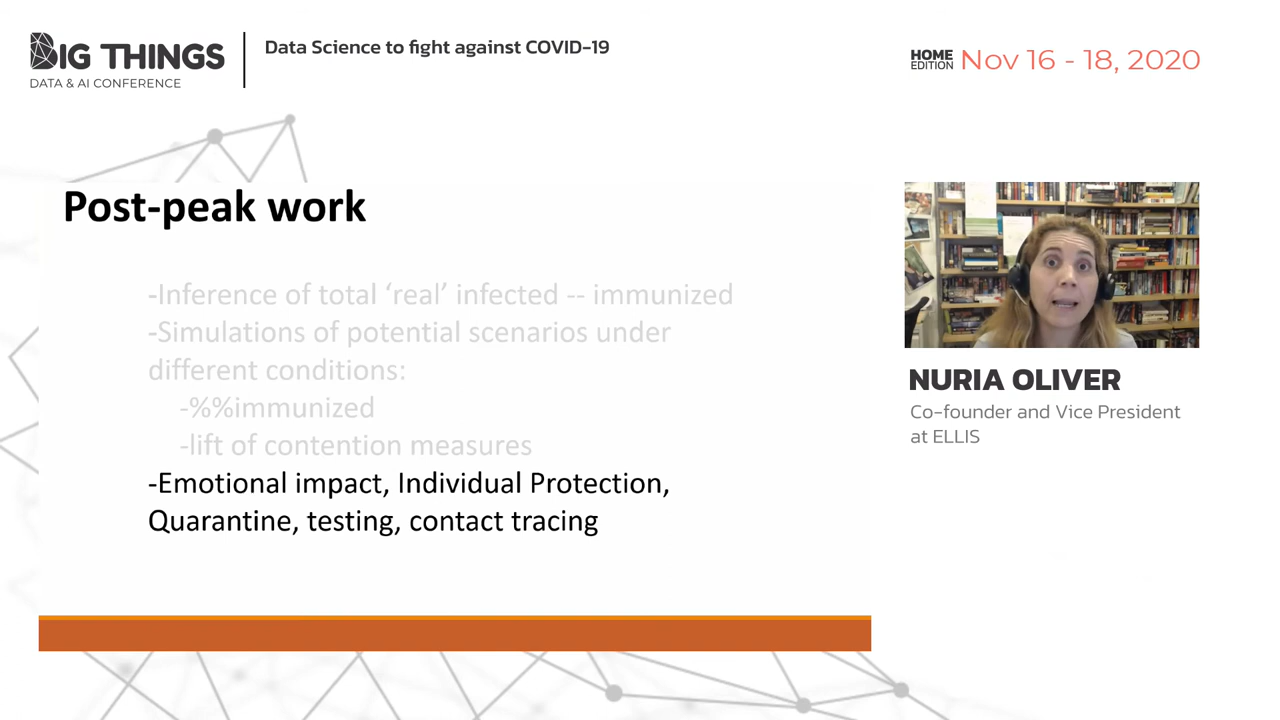 BIG THINGS
DATA & AI CONFERENCE
Data Science to fight against COVID-19
HOME
EDITION
Nov 16 - 18, 2020
Post-peak work
-Inference of total ‘real’ infected -- immunized
-Simulations of potential scenarios under
different conditions:
-%%immunized
-lift of contention measures
-Emotional impact, Individual Protection,
Quarantine, testing, contact tracing
NURIA OLIVER
Co-founder and Vice President
at ELLIS